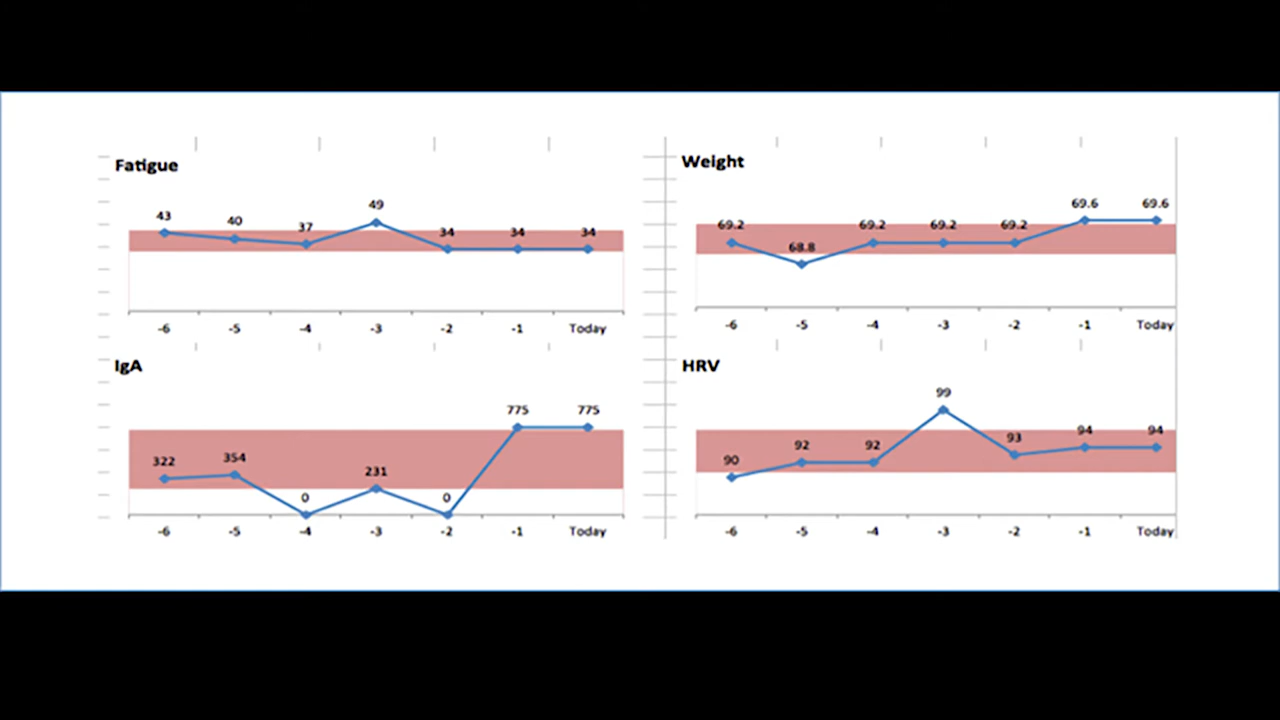 Fatigue
43 40 37 49 34 34 34
-6 -5 -4 -3 -2 -1 Today
Weight
69.2 68.8 69.2 69.2 69.2 69.6 69.6
-6 -5 -4 -3 -2 -1 Today
IgA
322 354 0 231 0 775 775
-6 -5 -4 -3 -2 -1 Today
HRV
90 92 92 99 93 94 94
-6 -5 -4 -3 -2 -1 Today